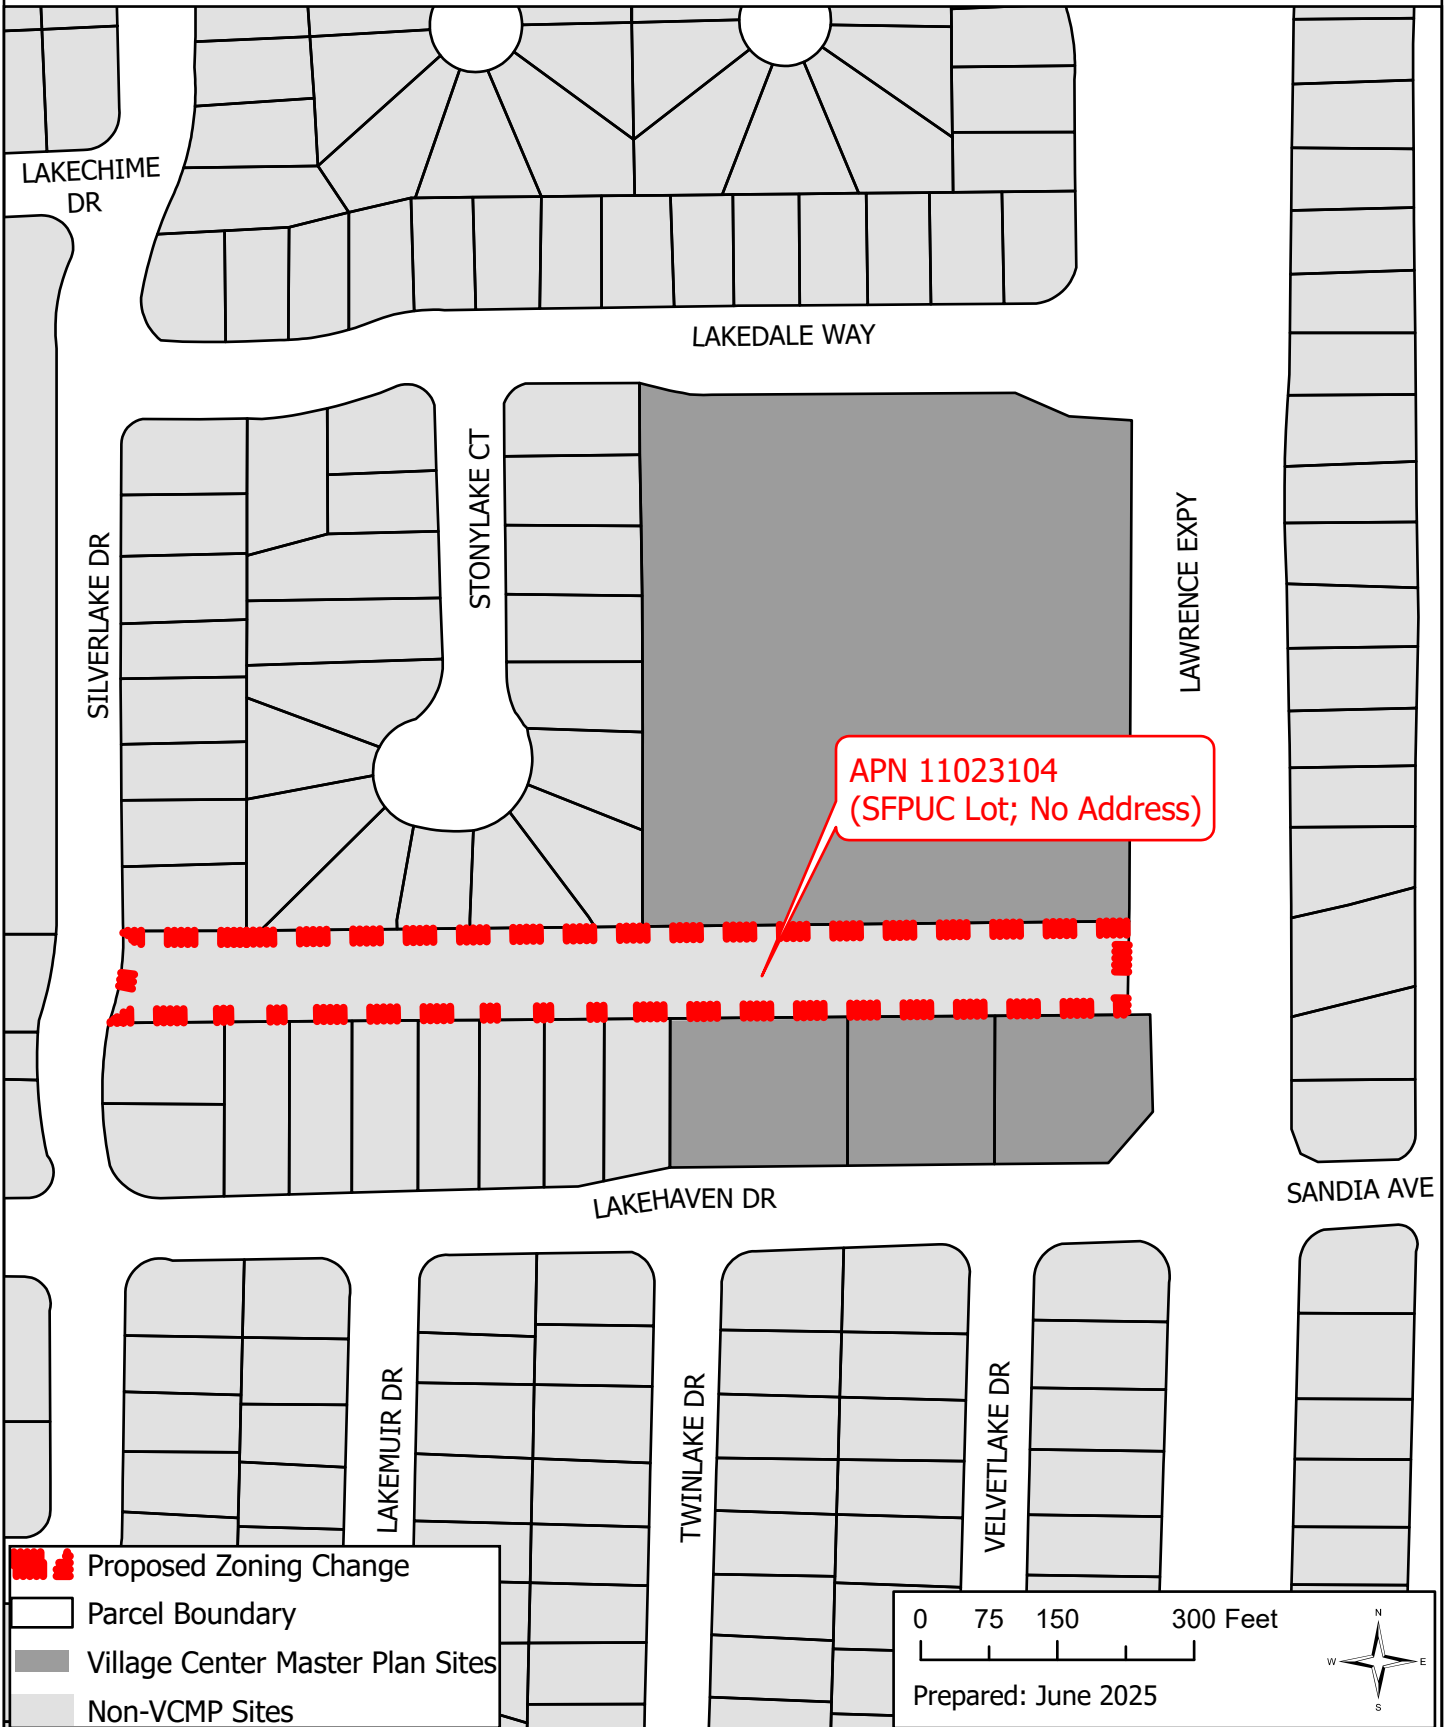 LAKECHIME
DR
LAKEDALE WAY
STONYLAKE CT
SILVERLAKE DR
LAWRENCE EXPY
APN 11023104
(SFPUC Lot; No Address)
LAKEHAVEN DR
SANDIA AVE
LAKEMUIR DR
TWINLAKE DR
VELVETLAKE DR
Proposed Zoning Change
Parcel Boundary
Village Center Master Plan Sites
Non-VCMP Sites
0 75 150 300 Feet
Prepared: June 2025
N
W E
S